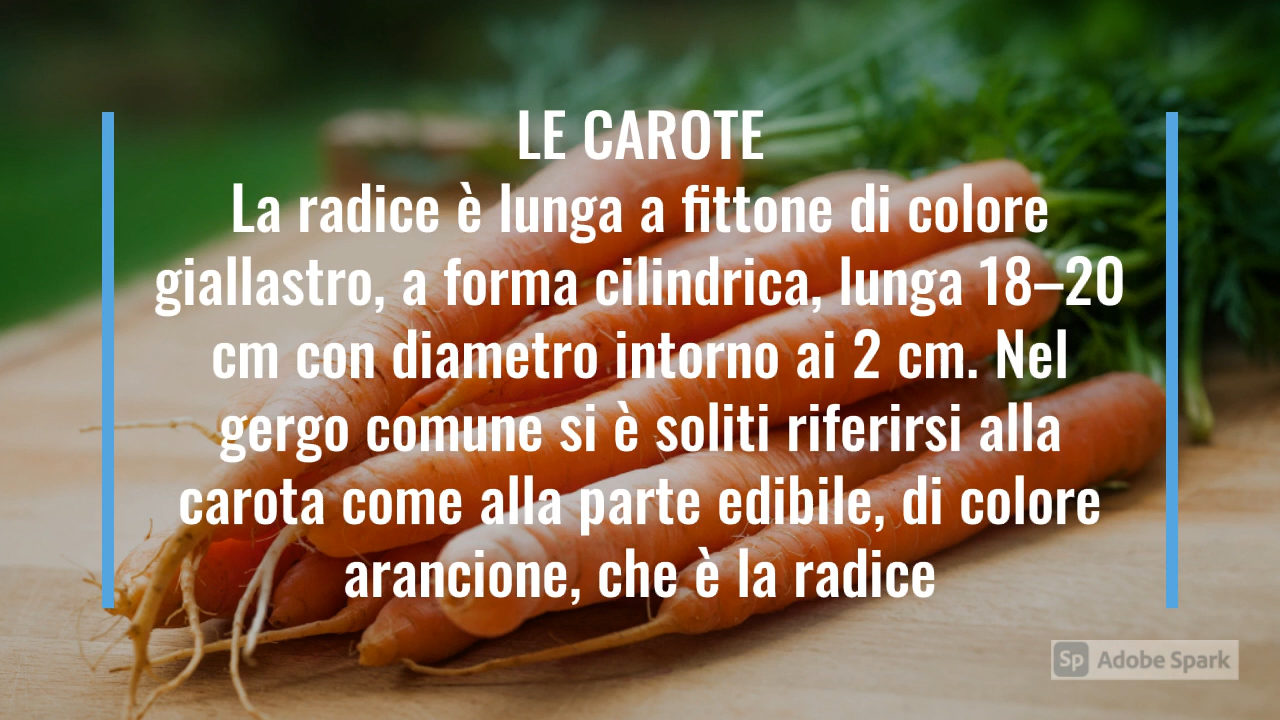 LE CAROTE
La radice è lunga a fittone di colore
giallastro, a forma cilindrica, lunga 18–20
cm con diametro intorno ai 2 cm. Nel
gergo comune si è soliti riferirsi alla
carota come alla parte edibile, di colore
arancione, che è la radice
Sp Adobe Spark